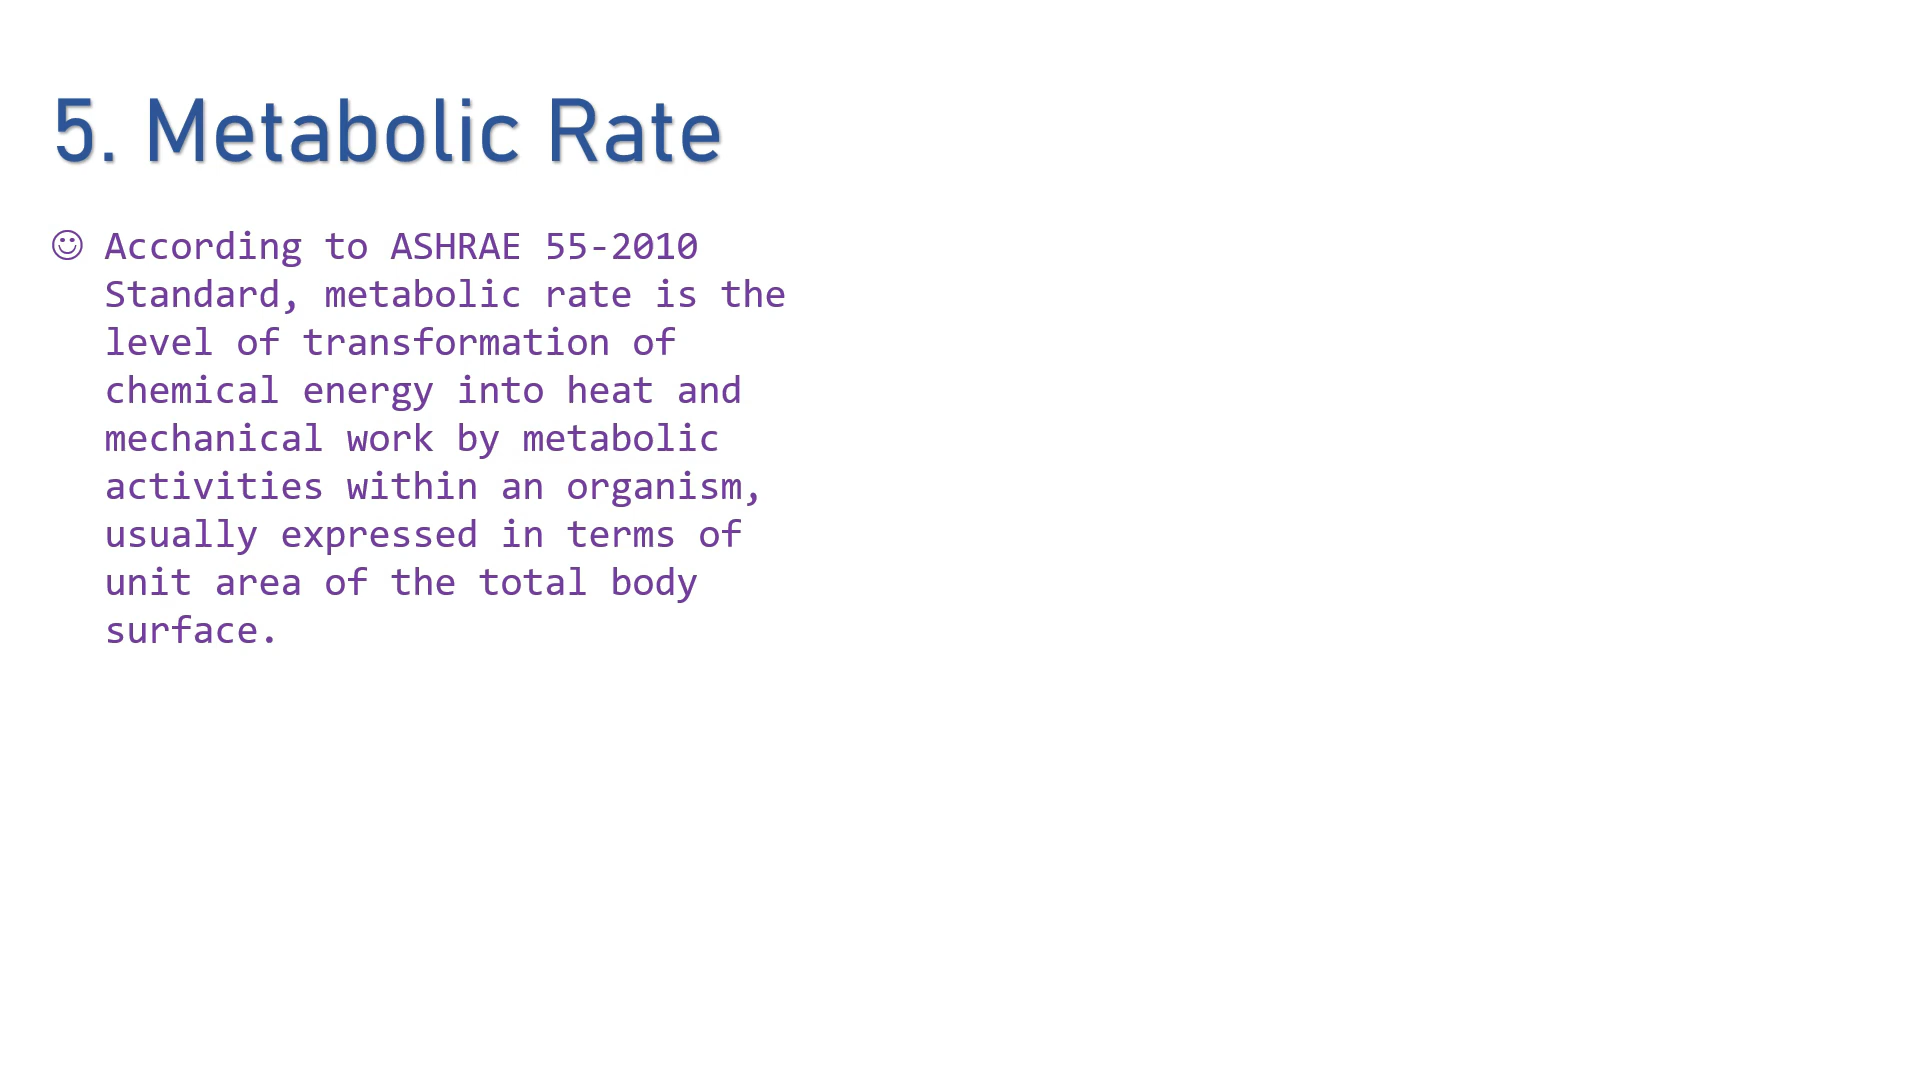 5. Metabolic Rate
☺ According to ASHRAE 55-2010
Standard, metabolic rate is the
level of transformation of
chemical energy into heat and
mechanical work by metabolic
activities within an organism,
usually expressed in terms of
unit area of the total body
surface.